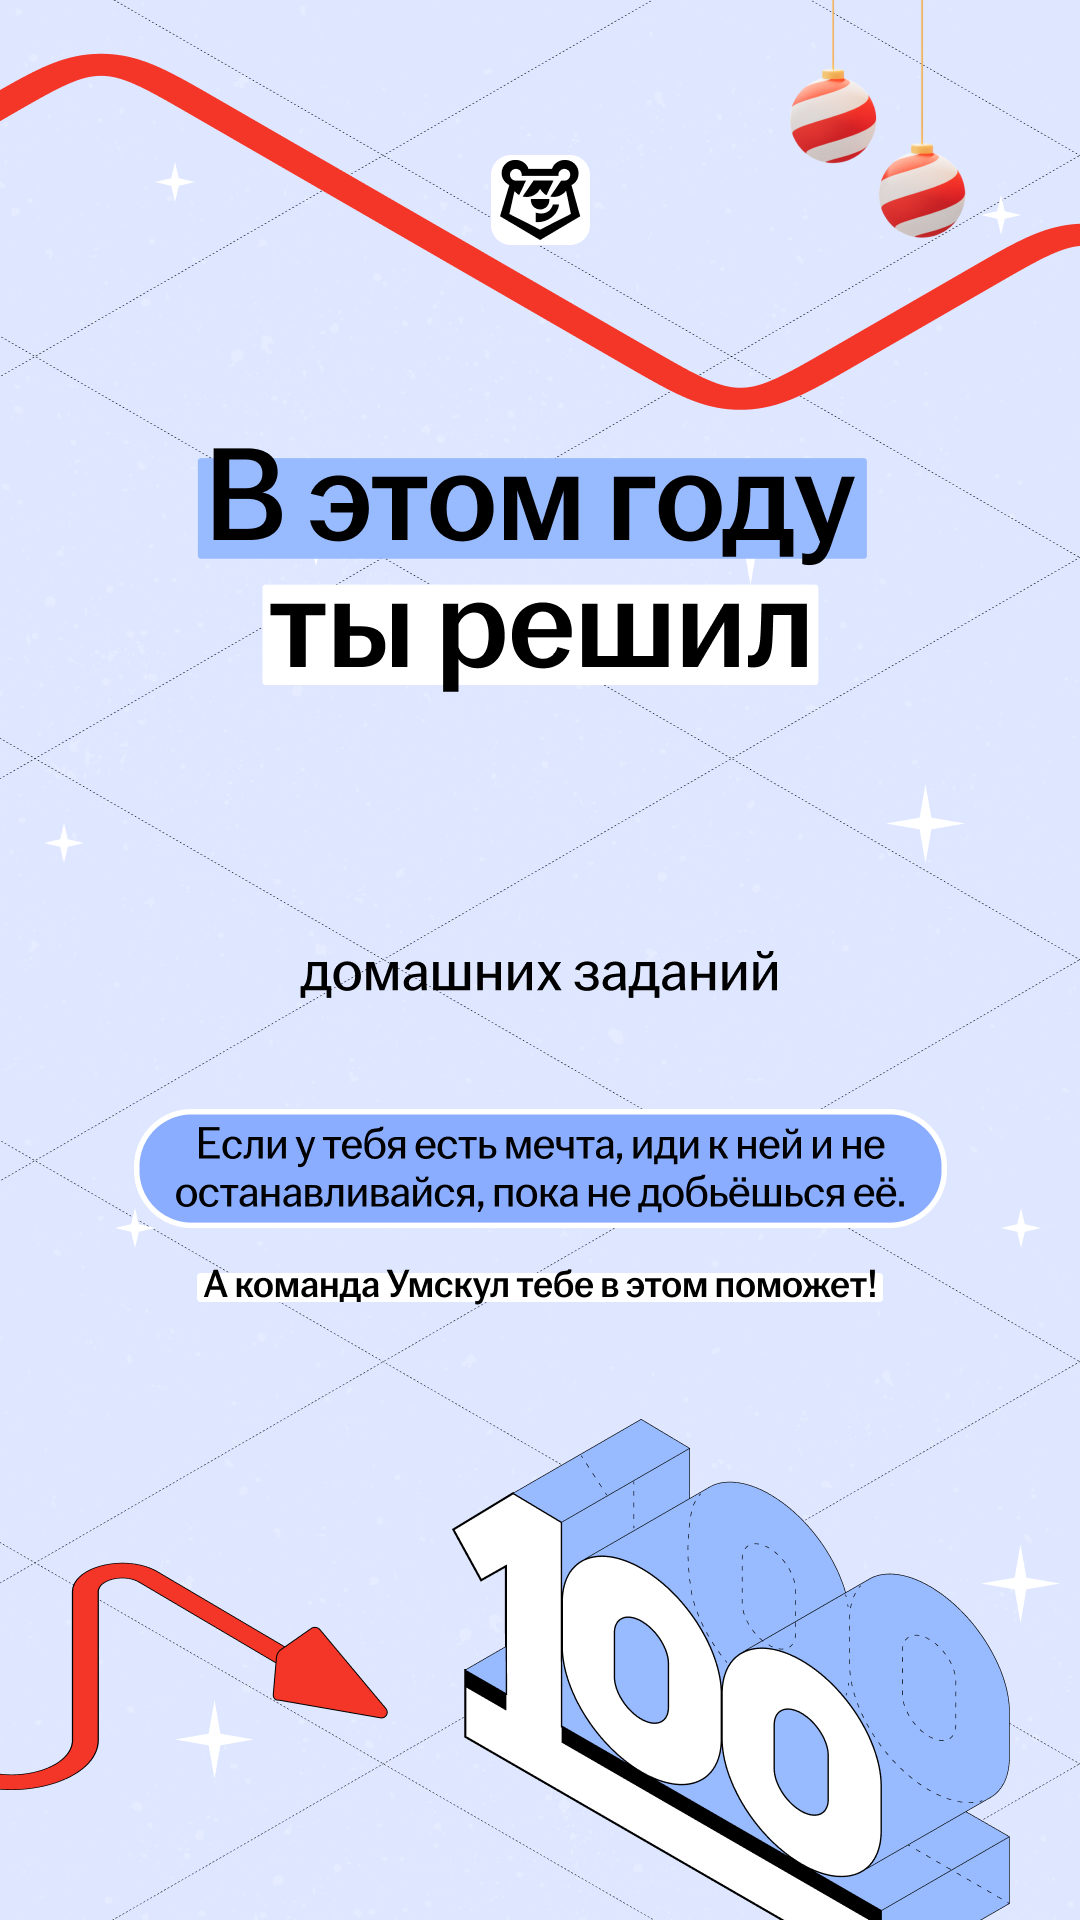 В этом году
ты решил
домашних заданий
Если у тебя есть мечта, иди к ней и не
останавливайся, пока не добьёшься её.
А команда Умскул тебе в этом поможет!
100